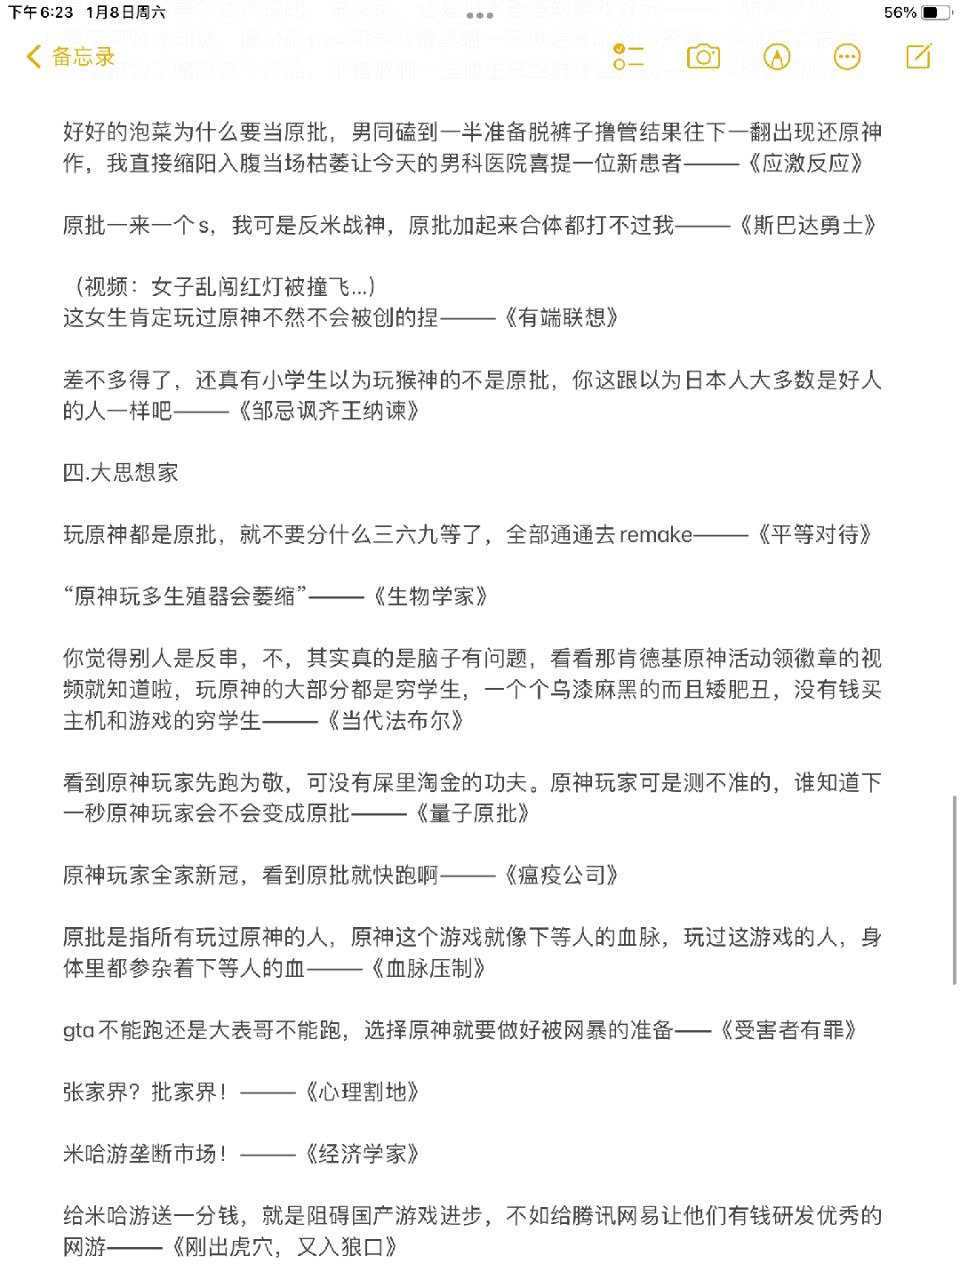 下午6:23 1月8日周六
56%
备忘录
好好的泡菜为什么要当原批，男同磕到一半准备脱裤子撸管结果往下一翻出现还原神
作，我直接缩阳入腹当场枯萎让今天的男科医院喜提一位新患者———《应激反应》
原批一来一个s，我可是反米战神，原批加起来合体都打不过我———《斯巴达勇士》
（视频：女子乱闯红灯被撞飞...）
这女生肯定玩过原神不然不会被创的捏———《有端联想》
差不多得了，还真有小学生以为玩猴神的不是原批，你这跟以为日本人大多数是好人
的人一样吧———《邹忌讽齐王纳谏》
四.大思想家
玩原神都是原批，就不要分什么三六九等了，全部通通去remake———《平等对待》
“原神玩多生殖器会萎缩”———《生物学家》
你觉得别人是反串，不，其实真的是脑子有问题，看看那肯德基原神活动领徽章的视
频就知道啦，玩原神的大部分都是穷学生，一个个乌漆麻黑的而且矮肥丑，没有钱买
主机和游戏的穷学生———《当代法布尔》
看到原神玩家先跑为敬，可没有屎里淘金的功夫。原神玩家可是测不准的，谁知道下
一秒原神玩家会不会变成原批———《量子原批》
原神玩家全家新冠，看到原批就快跑啊———《瘟疫公司》
原批是指所有玩过原神的人，原神这个游戏就像下等人的血脉，玩过这游戏的人，身
体里都参杂着下等人的血———《血脉压制》
gta不能跑还是大表哥不能跑，选择原神就要做好被网暴的准备——《受害者有罪》
张家界？批家界！———《心理割地》
米哈游垄断市场！———《经济学家》
给米哈游送一分钱，就是阻碍国产游戏进步，不如给腾讯网易让他们有钱研发优秀的
网游———《刚出虎穴，又入狼口》